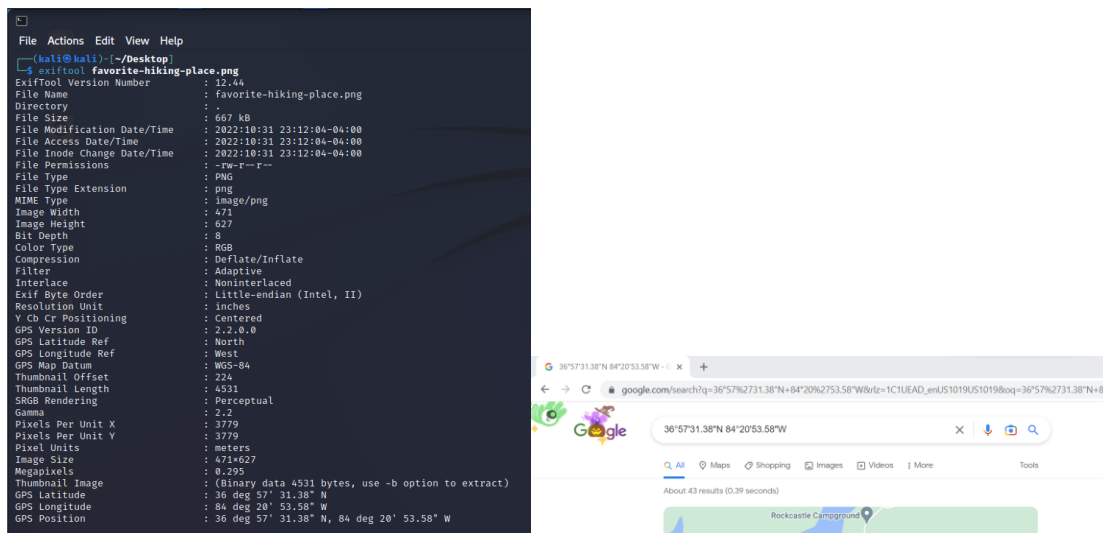 File Actions Edit View Help
(kali㉿kali)-[~/Desktop]
$ exiftool favorite-hiking-place.png
ExifTool Version Number : 12.44
File Name : favorite-hiking-place.png
Directory : .
File Size : 667 kB
File Modification Date/Time : 2022:10:31 23:12:04-04:00
File Access Date/Time : 2022:10:31 23:12:04-04:00
File Inode Change Date/Time : 2022:10:31 23:12:04-04:00
File Permissions : -rw-r--r--
File Type : PNG
File Type Extension : png
MIME Type : image/png
Image Width : 471
Image Height : 627
Bit Depth : 8
Color Type : RGB
Compression : Deflate/Inflate
Filter : Adaptive
Interlace : Noninterlaced
Exif Byte Order : Little-endian (Intel, II)
Resolution Unit : inches
Y Cb Cr Positioning : Centered
GPS Version ID : 2.2.0.0
GPS Latitude Ref : North
GPS Longitude Ref : West
GPS Map Datum : WGS-84
Thumbnail Offset : 224
Thumbnail Length : 4531
SRGB Rendering : Perceptual
Gamma : 2.2
Pixels Per Unit X : 3779
Pixels Per Unit Y : 3779
Pixel Units : meters
Image Size : 471×627
Megapixels : 0.295
Thumbnail Image : (Binary data 4531 bytes, use -b option to extract)
GPS Latitude : 36 deg 57' 31.38" N
GPS Longitude : 84 deg 20' 53.58" W
GPS Position : 36 deg 57' 31.38" N, 84 deg 20' 53.58" W
36°57'31.38"N 84°20'53.58"W -
google.com/search?q=36°57%2731.38"N+84°20%2753.58"W&rlz=1C1UEAD_enUS1019US1019&oq=36°57%2731.38"N+8
Google
36°57'31.38"N 84°20'53.58"W
All Maps Shopping Images Videos More Tools
About 43 results (0.39 seconds)
Rockcastle Campground